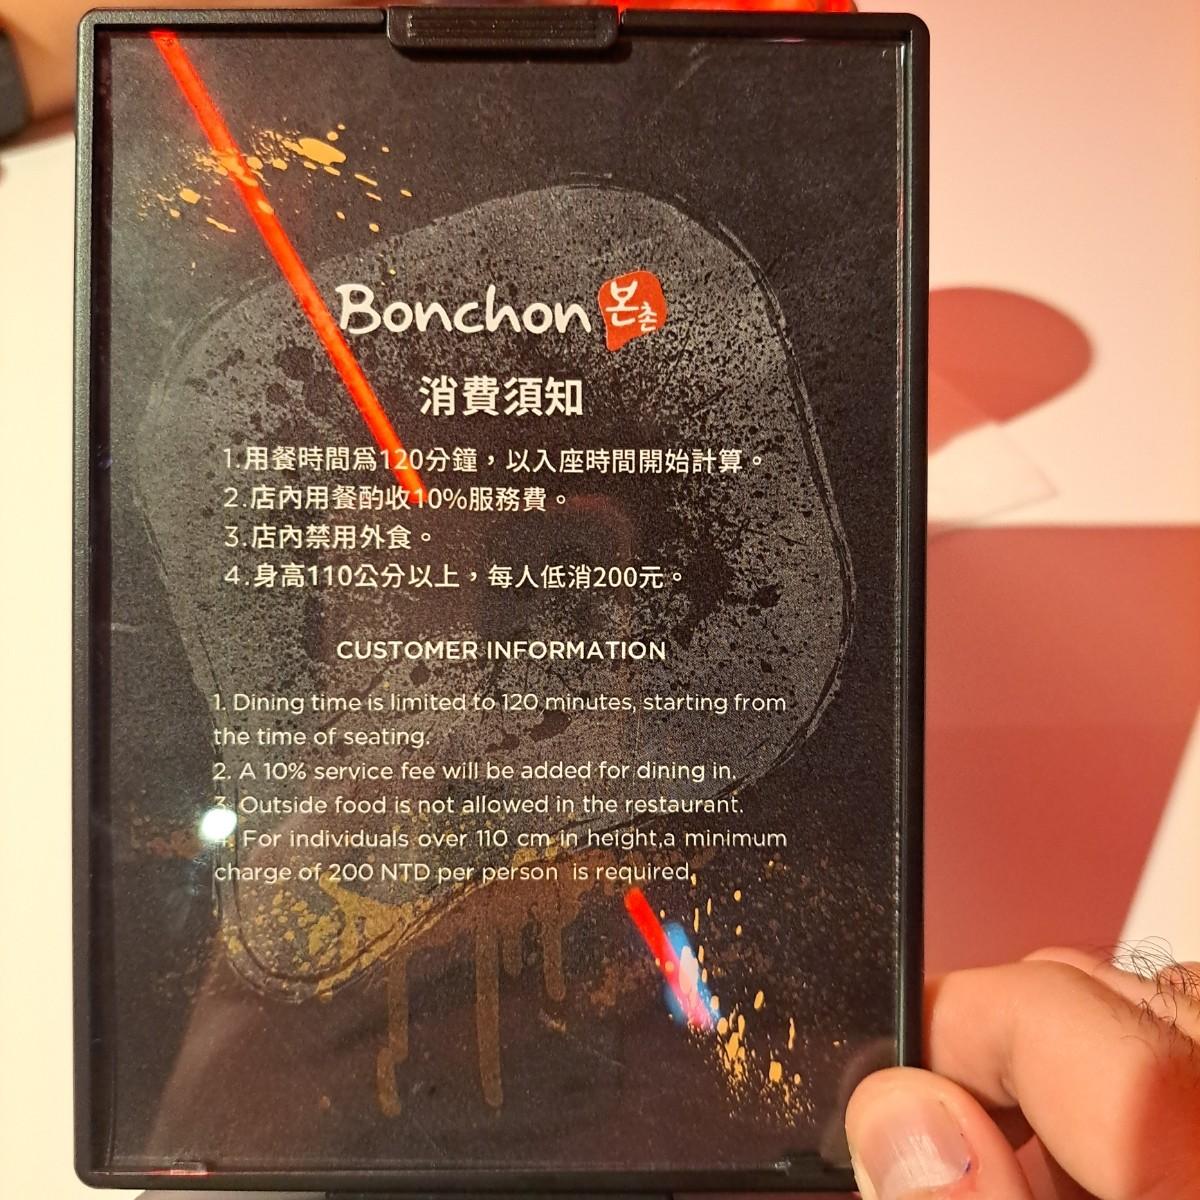 Bonchon 본촌
消費須知
1.用餐時間為120分鐘，以入座時間開始計算。
2.店內用餐酌收10%服務費。
3.店內禁用外食。
4.身高110公分以上，每人低消200元。
CUSTOMER INFORMATION
1. Dining time is limited to 120 minutes, starting from
the time of seating.
2. A 10% service fee will be added for dining in.
3. Outside food is not allowed in the restaurant.
4. For individuals over 110 cm in height,a minimum
charge of 200 NTD per person is required.